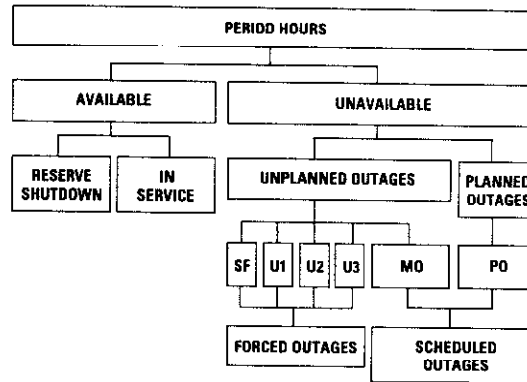 PERIOD HOURS
AVAILABLE
UNAVAILABLE
RESERVE
SHUTDOWN
IN
SERVICE
UNPLANNED OUTAGES
PLANNED
OUTAGES
SF
U1
U2
U3
MO
PO
FORCED OUTAGES
SCHEDULED
OUTAGES